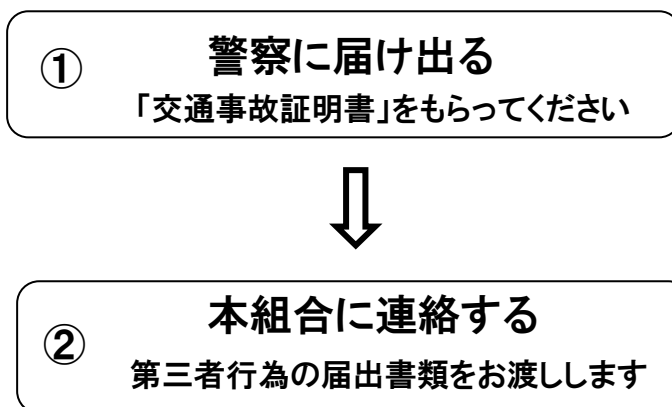 ① 警察に届け出る
「交通事故証明書」をもらってください
② 本組合に連絡する
第三者行為の届出書類をお渡しします